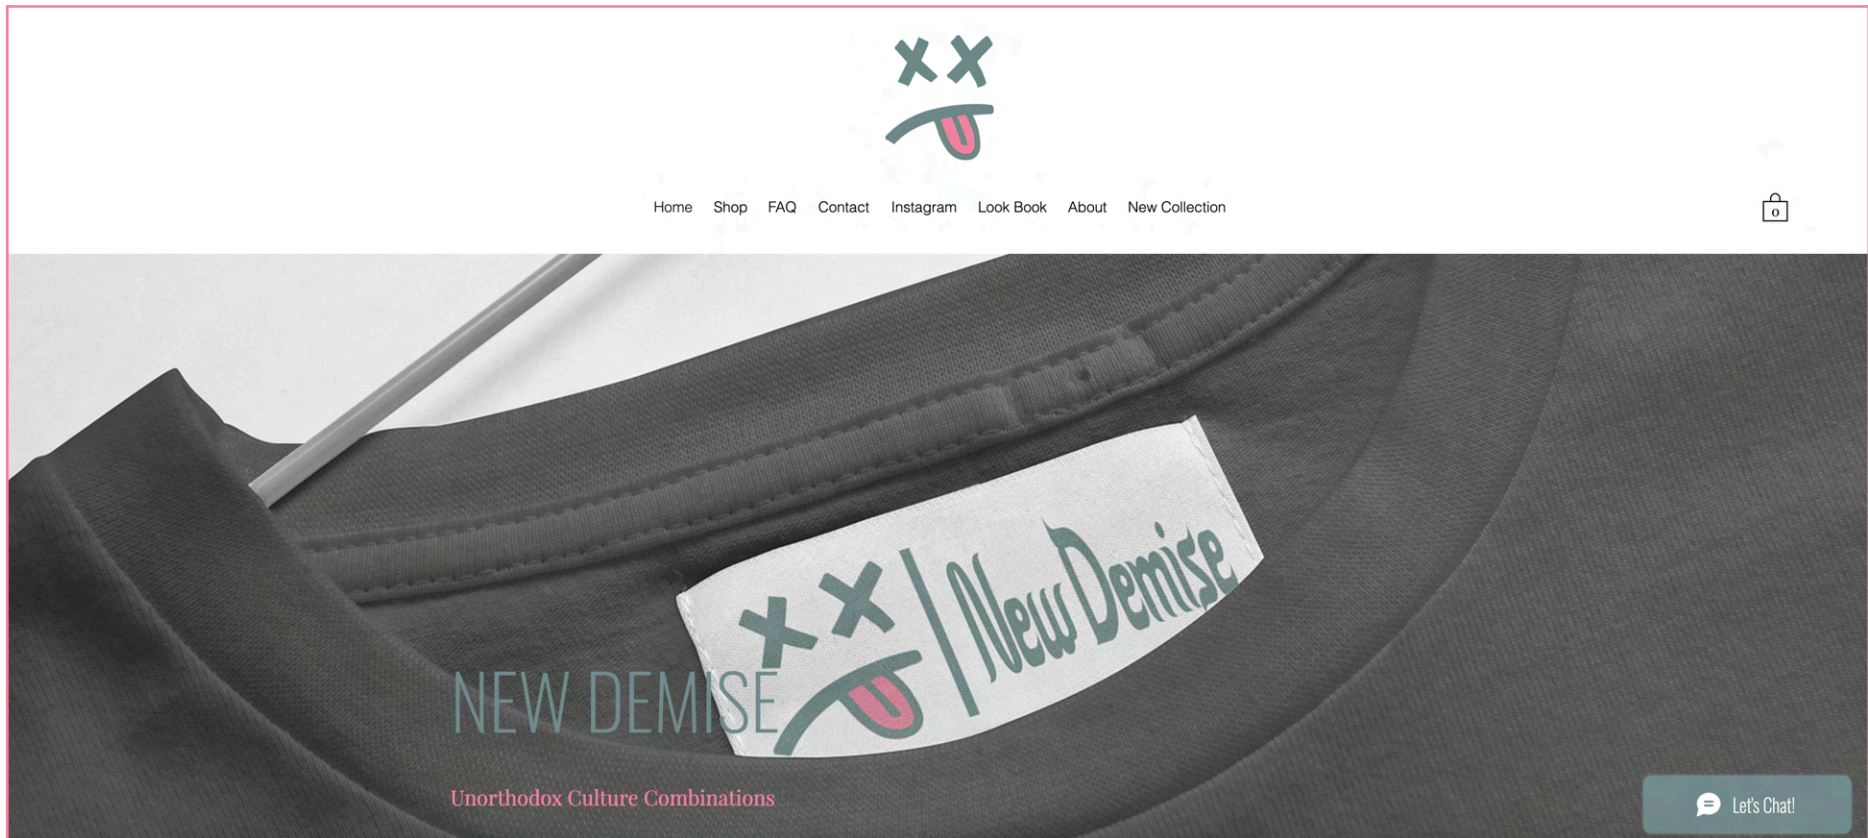 Home Shop FAQ Contact Instagram Look Book About New Collection
0
New Demise
NEW DEMISE
Unorthodox Culture Combinations
Let's Chat!